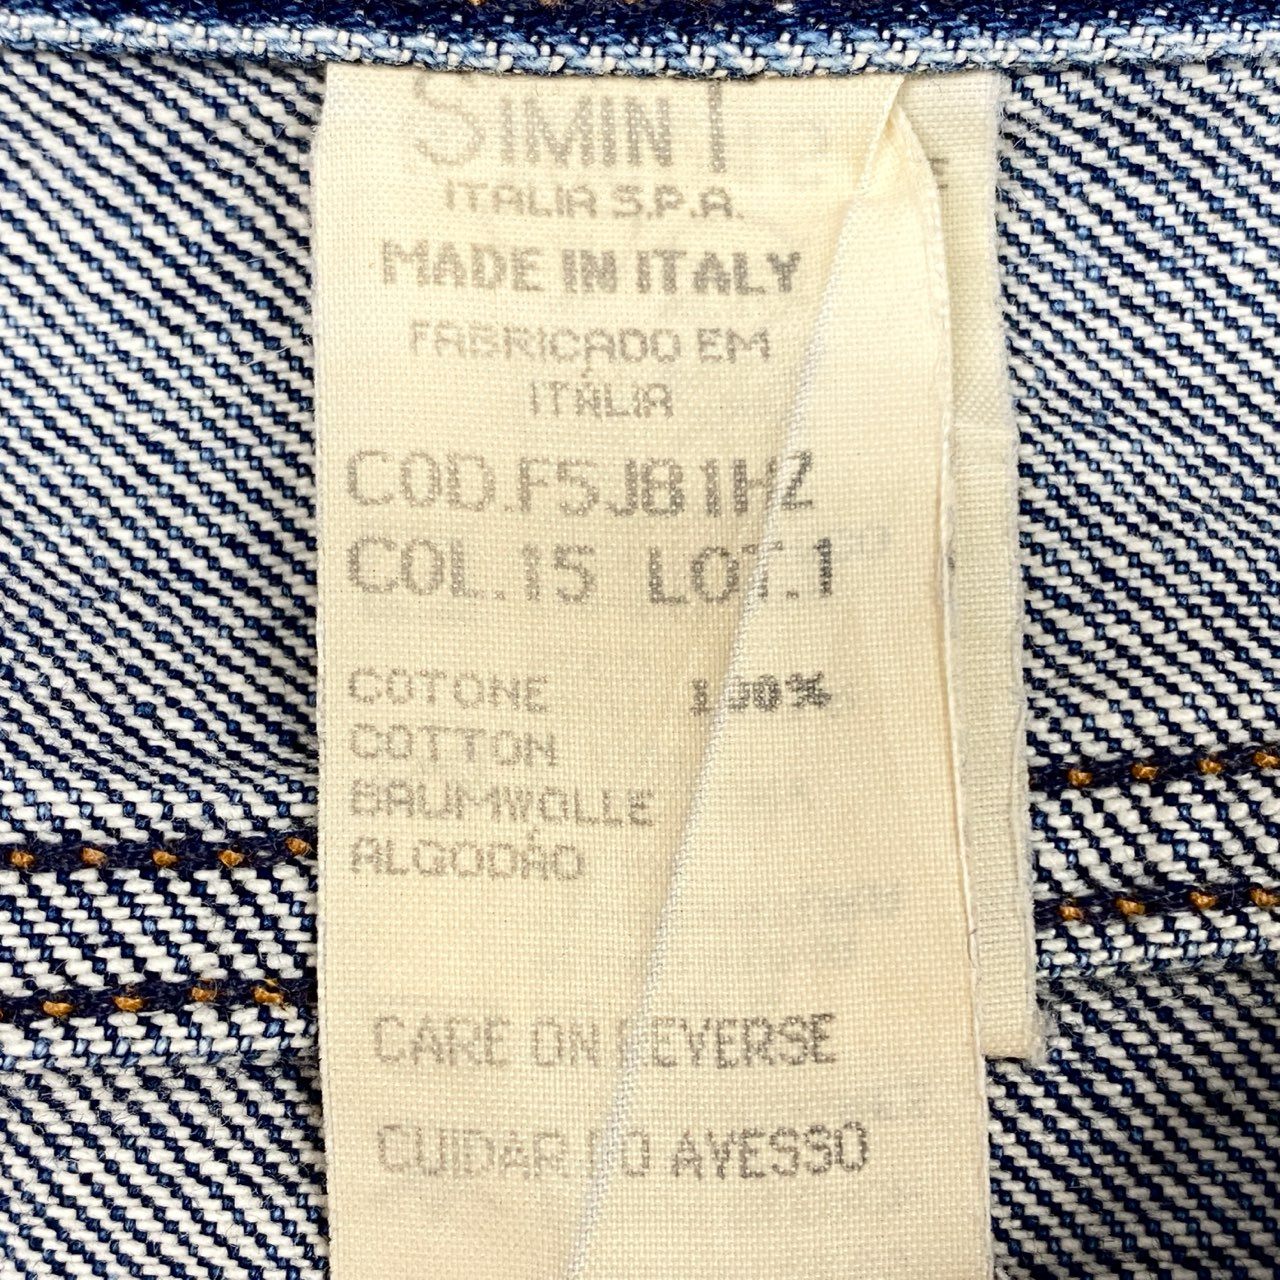 SIMINT
ITALIA S.P.A.
MADE IN ITALY
FABRICADO EM
ITÁLIA
COD.F5JB1HZ
COL.15 LOT.1
COTONE 100%
COTTON
BAUMWOLLE
ALGODÃO
CARE ON REVERSE
CUIDAR DO AVESSO